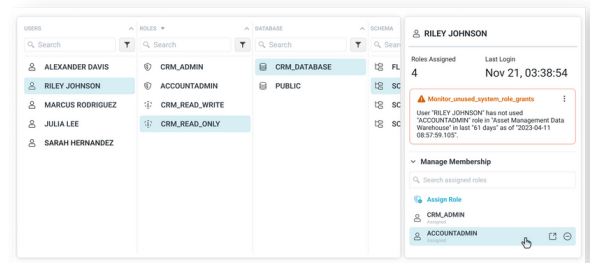 USERS
Search
ALEXANDER DAVIS
RILEY JOHNSON
MARCUS RODRIGUEZ
JULIA LEE
SARAH HERNANDEZ
ROLES
Search
CRM_ADMIN
ACCOUNTADMIN
CRM_READ_WRITE
CRM_READ_ONLY
DATABASE
Search
CRM_DATABASE
PUBLIC
SCHEMA
Sear
FL
SC
SC
SC
RILEY JOHNSON
Roles Assigned
4
Last Login
Nov 21, 03:38:54
Monitor_unused_system_role_grants
User "RILEY JOHNSON" has not used
"ACCOUNTADMIN" role in "Asset Management Data
Warehouse" in last "61 days" as of "2023-04-11
08:57:59.105".
Manage Membership
Search assigned roles
Assign Role
CRM_ADMIN
Assigned
ACCOUNTADMIN
Assigned